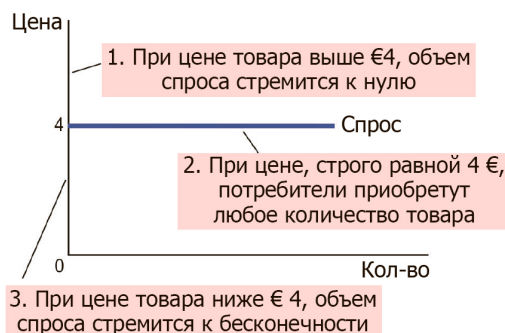 Цена
1. При цене товара выше €4, объем
спроса стремится к нулю
4
Спрос
2. При цене, строго равной 4 €,
потребители приобретут
любое количество товара
0
Кол-во
3. При цене товара ниже € 4, объем
спроса стремится к бесконечности